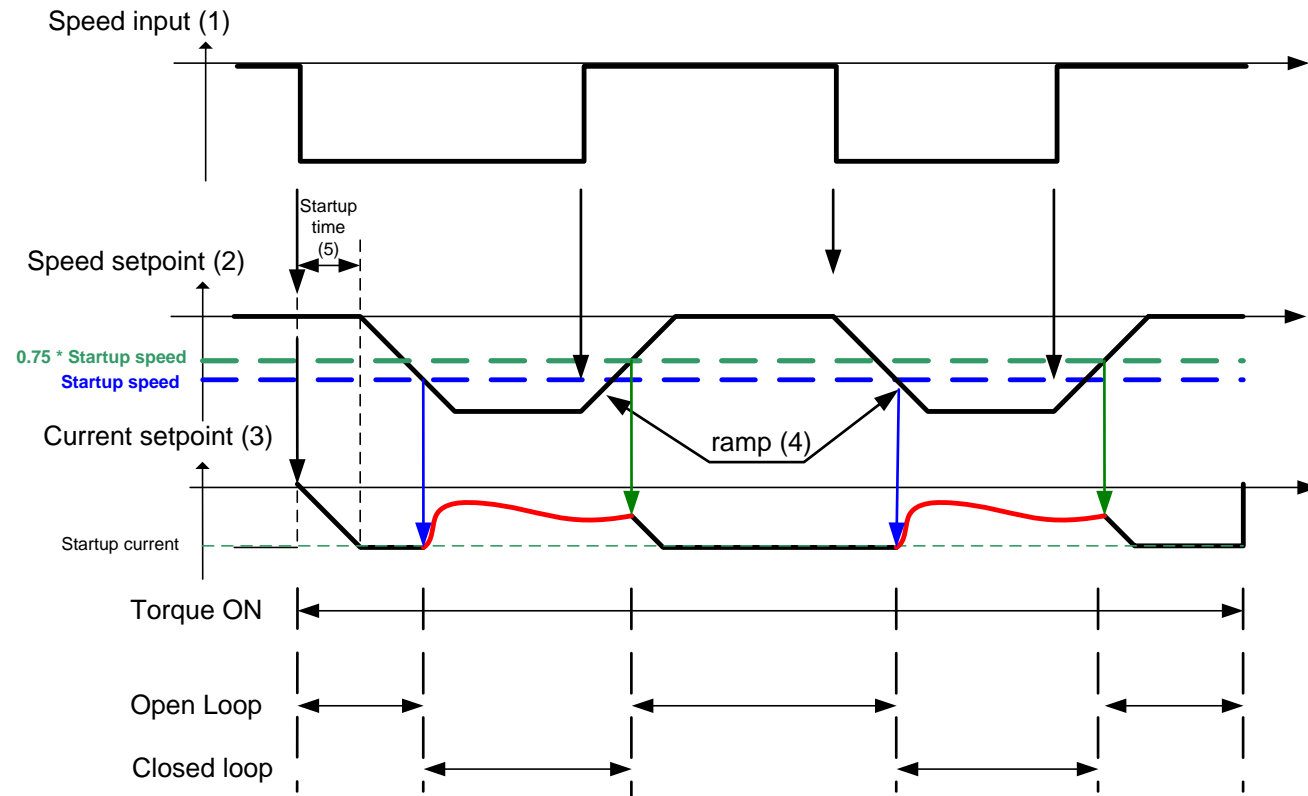 Speed input (1)
Startup
time
(5)
Speed setpoint (2)
0.75 * Startup speed
Startup speed
Current setpoint (3)
ramp (4)
Startup current
Torque ON
Open Loop
Closed loop